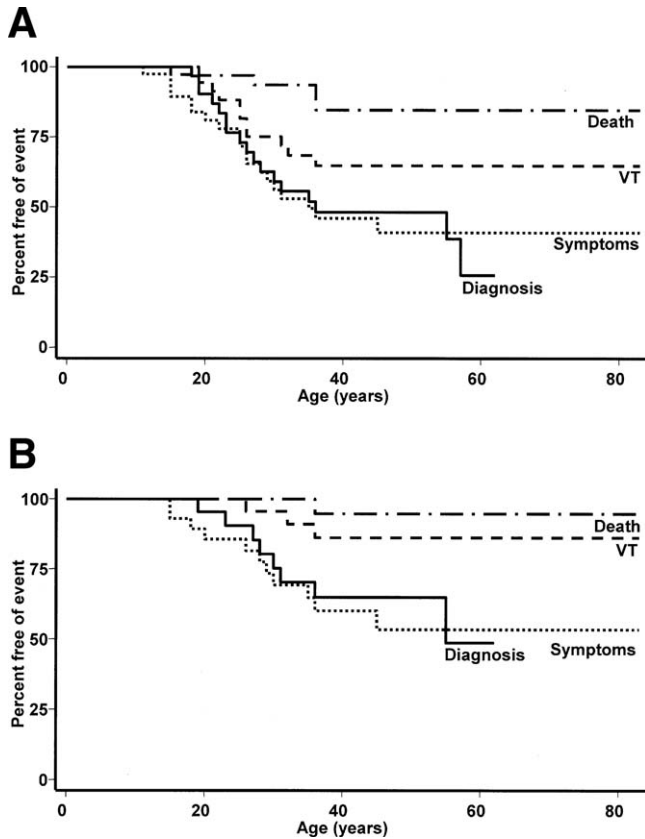 A
100
75
50
25
0
Percent free of event
Death
VT
Symptoms
Diagnosis
0 20 40 60 80
Age (years)
B
100
75
50
25
0
Percent free of event
Death
VT
Symptoms
Diagnosis
0 20 40 60 80
Age (years)